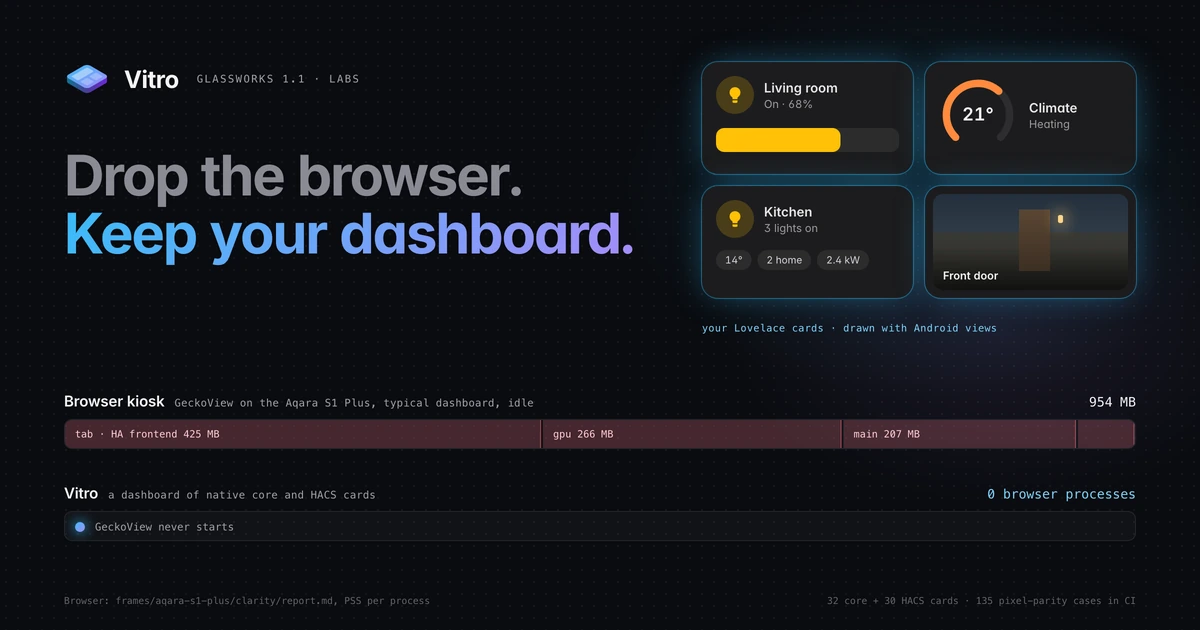 Vitro
GLASSWORKS 1.1 · LABS
Drop the browser.
Keep your dashboard.
Living room
On · 68%
21°
Climate
Heating
Kitchen
3 lights on
14°
2 home
2.4 kW
Front door
your Lovelace cards · drawn with Android views
Browser kiosk GeckoView on the Aqara S1 Plus, typical dashboard, idle
954 MB
tab · HA frontend 425 MB
gpu 266 MB
main 207 MB
Vitro a dashboard of native core and HACS cards
0 browser processes
GeckoView never starts
Browser: frames/aqara-s1-plus/clarity/report.md, PSS per process
32 core + 30 HACS cards · 135 pixel-parity cases in CI